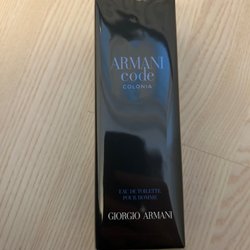 ARMANI
code
COLONIA
EAU DE TOILETTE
POUR HOMME
GIORGIO ARMANI